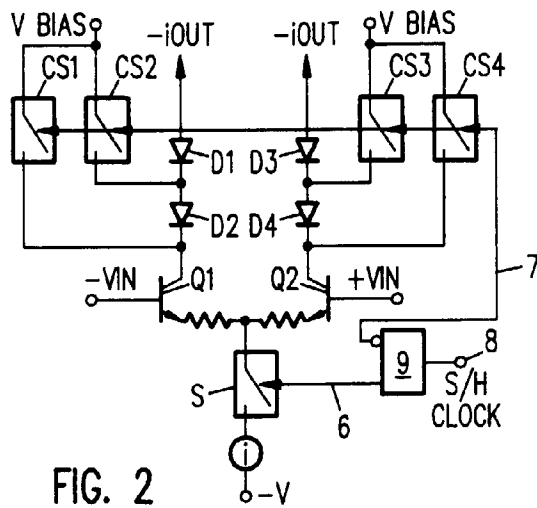 V BIAS
-iOUT
-iOUT
V BIAS
CS1
CS2
CS3
CS4
D1
D3
D2
D4
-VIN
Q1
Q2
+VIN
7
9
8
S/H
CLOCK
S
6
i
-V
FIG. 2